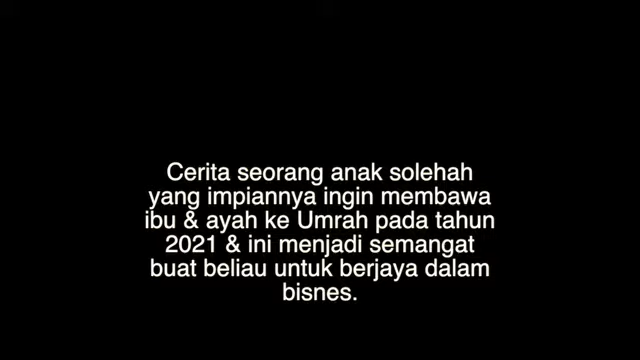 Cerita seorang anak solehah
yang impiannya ingin membawa
ibu & ayah ke Umrah pada tahun
2021 & ini menjadi semangat
buat beliau untuk berjaya dalam
bisnes.